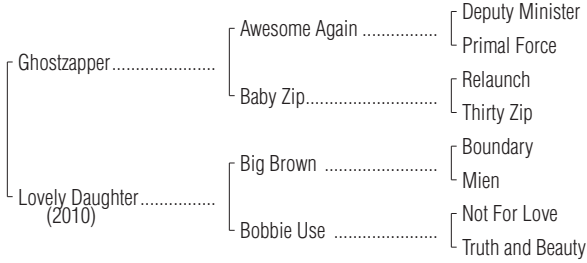 Deputy Minister
Awesome Again ................
Primal Force
Ghostzapper......................
Relaunch
Baby Zip............................
Thirty Zip
Boundary
Big Brown ........................
Mien
Lovely Daughter................
(2010)
Not For Love
Bobbie Use ......................
Truth and Beauty